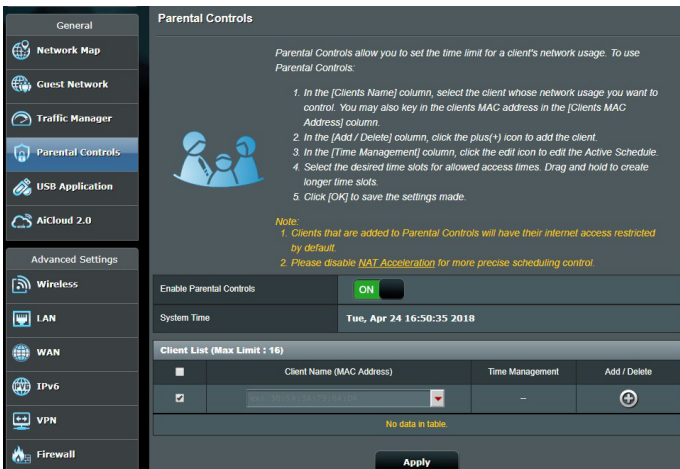 General
Network Map
Guest Network
Traffic Manager
Parental Controls
USB Application
AiCloud 2.0
Advanced Settings
Wireless
LAN
WAN
IPv6
VPN
Firewall
Parental Controls
Parental Controls allow you to set the time limit for a client's network usage. To use
Parental Controls:
1. In the [Clients Name] column, select the client whose network usage you want to
control. You may also key in the clients MAC address in the [Clients MAC
Address] column.
2. In the [Add / Delete] column, click the plus(+) icon to add the client.
3. In the [Time Management] column, click the edit icon to edit the Active Schedule.
4. Select the desired time slots for allowed access times. Drag and hold to create
longer time slots.
5. Click [OK] to save the settings made.
Note:
1. Clients that are added to Parental Controls will have their internet access restricted
by default.
2. Please disable NAT Acceleration for more precise scheduling control.
Enable Parental Controls ON
System Time Tue, Apr 24 16:50:35 2018
Client List (Max Limit : 16)
Client Name (MAC Address) Time Management Add / Delete
ex: --
No data in table.
Apply